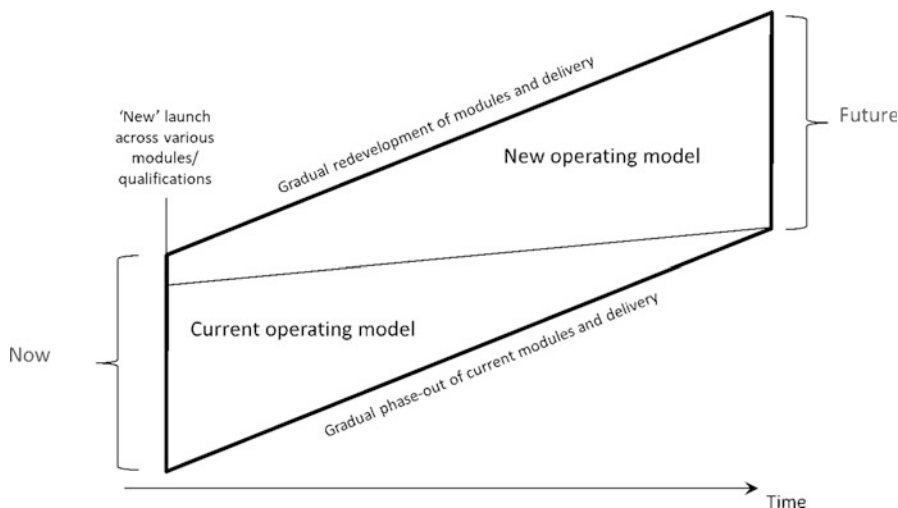 ‘New’ launch
across various
modules/
qualifications
Gradual redevelopment of modules and delivery
Future
New operating model
Current operating model
Now
Gradual phase-out of current modules and delivery
Time